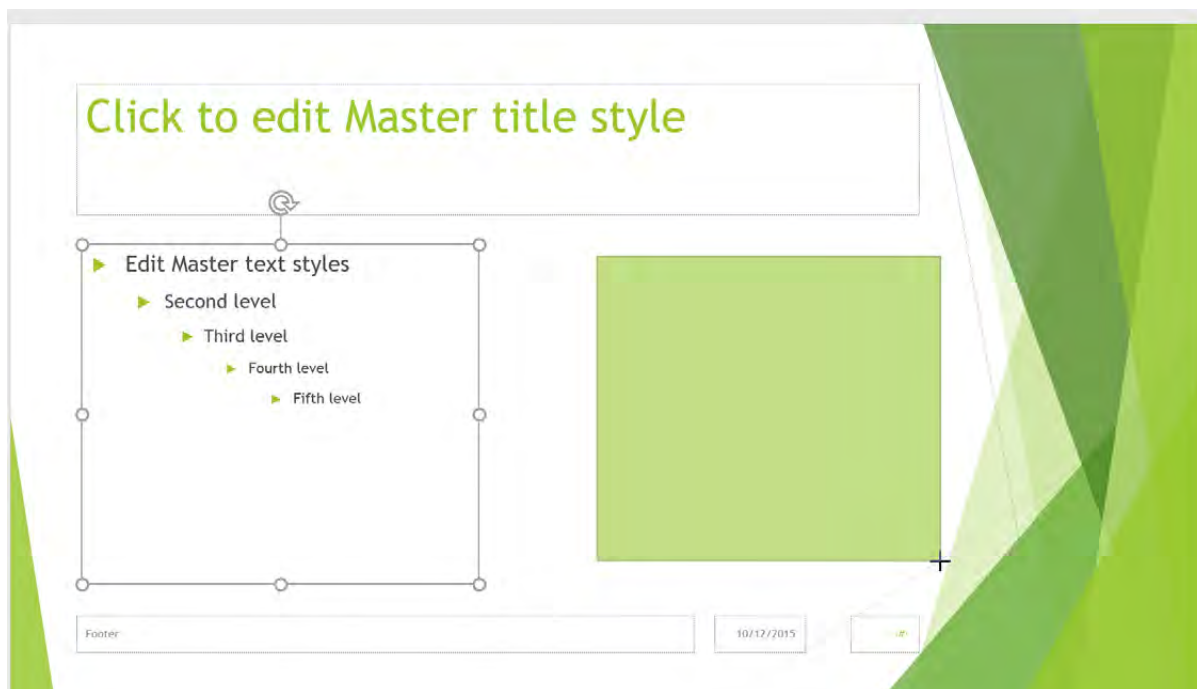 Click to edit Master title style
Edit Master text styles
Second level
Third level
Fourth level
Fifth level
Footer
10/12/2015